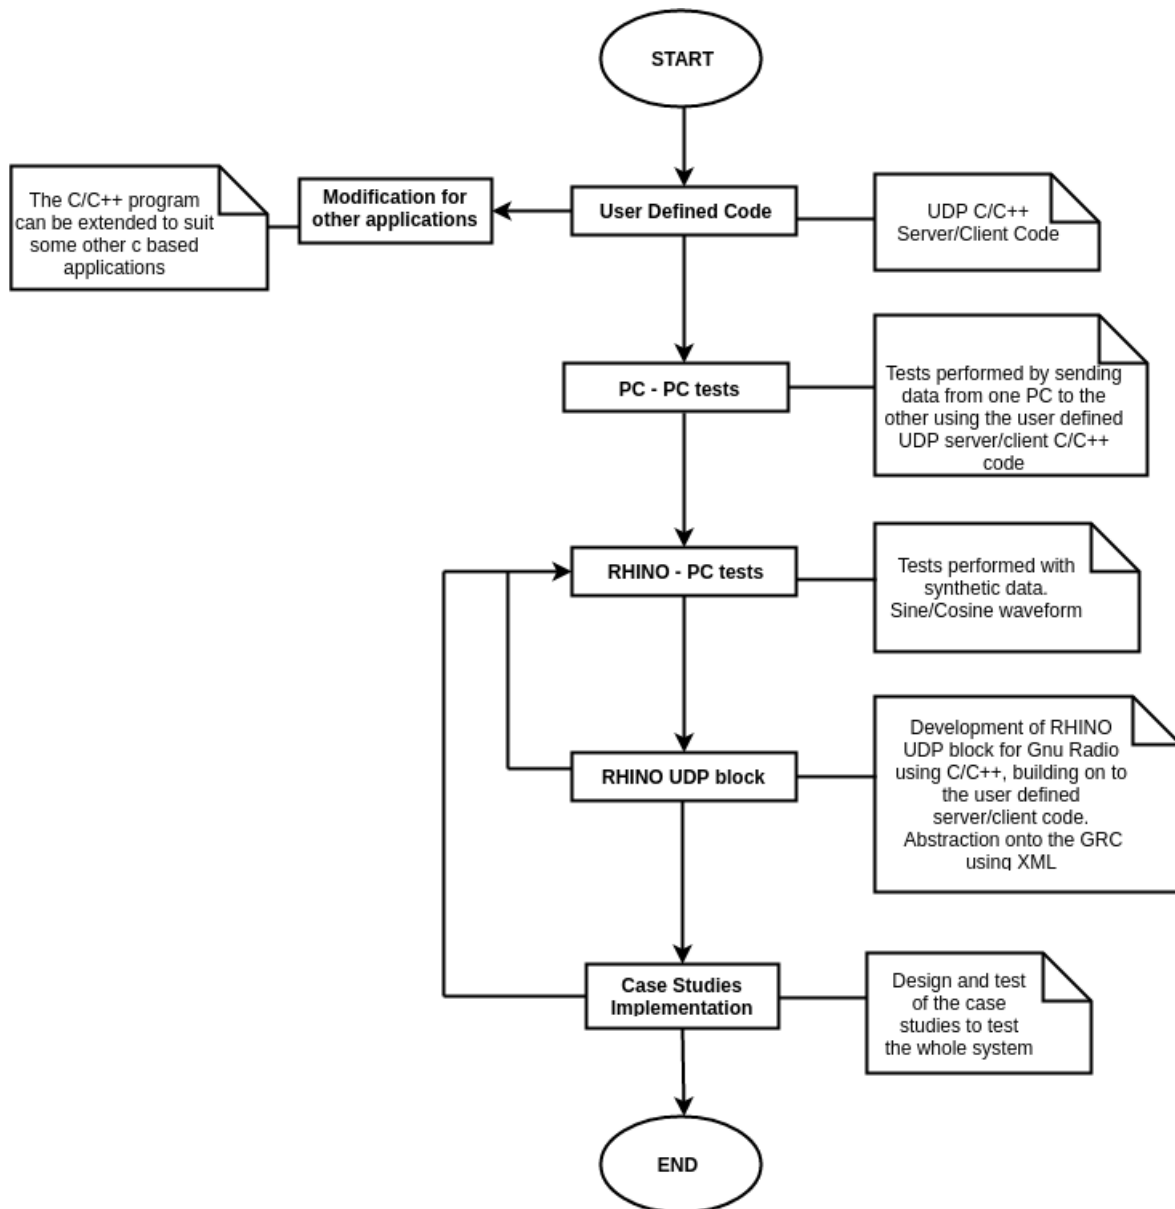 START
The C/C++ program
can be extended to suit
some other c based
applications
Modification for
other applications
User Defined Code
UDP C/C++
Server/Client Code
PC - PC tests
Tests performed by sending
data from one PC to the
other using the user defined
UDP server/client C/C++
code
RHINO - PC tests
Tests performed with
synthetic data.
Sine/Cosine waveform
RHINO UDP block
Development of RHINO
UDP block for Gnu Radio
using C/C++, building on to
the user defined
server/client code.
Abstraction onto the GRC
using XML
Case Studies
Implementation
Design and test
of the case
studies to test
the whole system
END